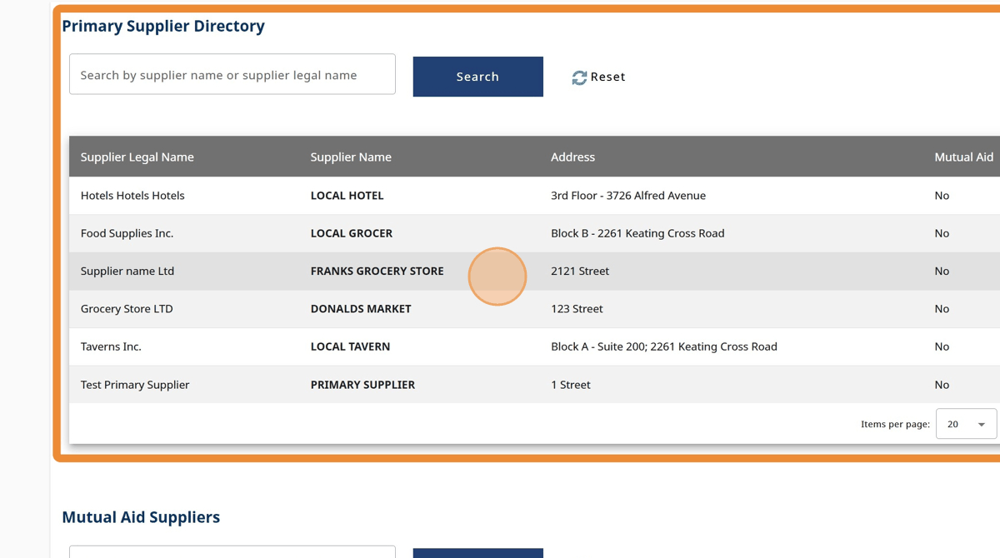 Primary Supplier Directory
Search by supplier name or supplier legal name
Search
Reset
Supplier Legal Name Supplier Name Address Mutual Aid
Hotels Hotels Hotels LOCAL HOTEL 3rd Floor - 3726 Alfred Avenue No
Food Supplies Inc. LOCAL GROCER Block B - 2261 Keating Cross Road No
Supplier name Ltd FRANKS GROCERY STORE 2121 Street No
Grocery Store LTD DONALDS MARKET 123 Street No
Taverns Inc. LOCAL TAVERN Block A - Suite 200; 2261 Keating Cross Road No
Test Primary Supplier PRIMARY SUPPLIER 1 Street No
Items per page: 20
Mutual Aid Suppliers